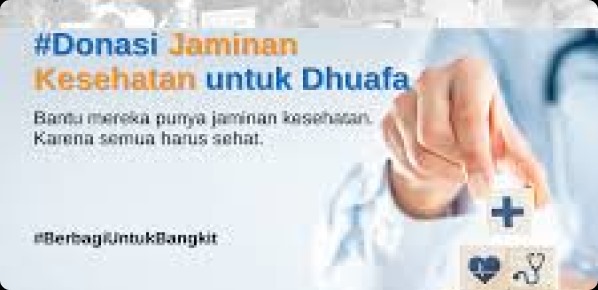 #Donasi Jaminan
Kesehatan untuk Dhuafa
Bantu mereka punya jaminan kesehatan.
Karena semua harus sehat.
#BerbagiUntukBangkit